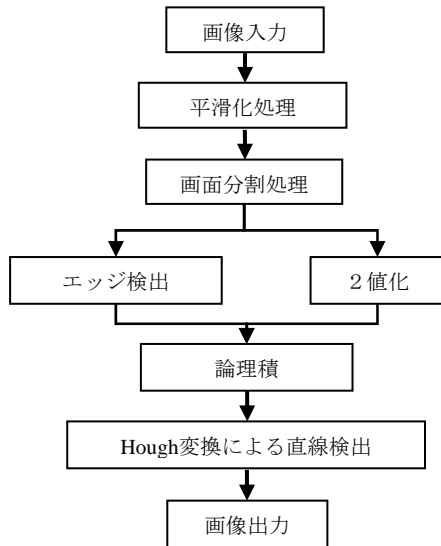 画像入力
平滑化処理
画面分割処理
エッジ検出
２値化
論理積
Hough変換による直線検出
画像出力